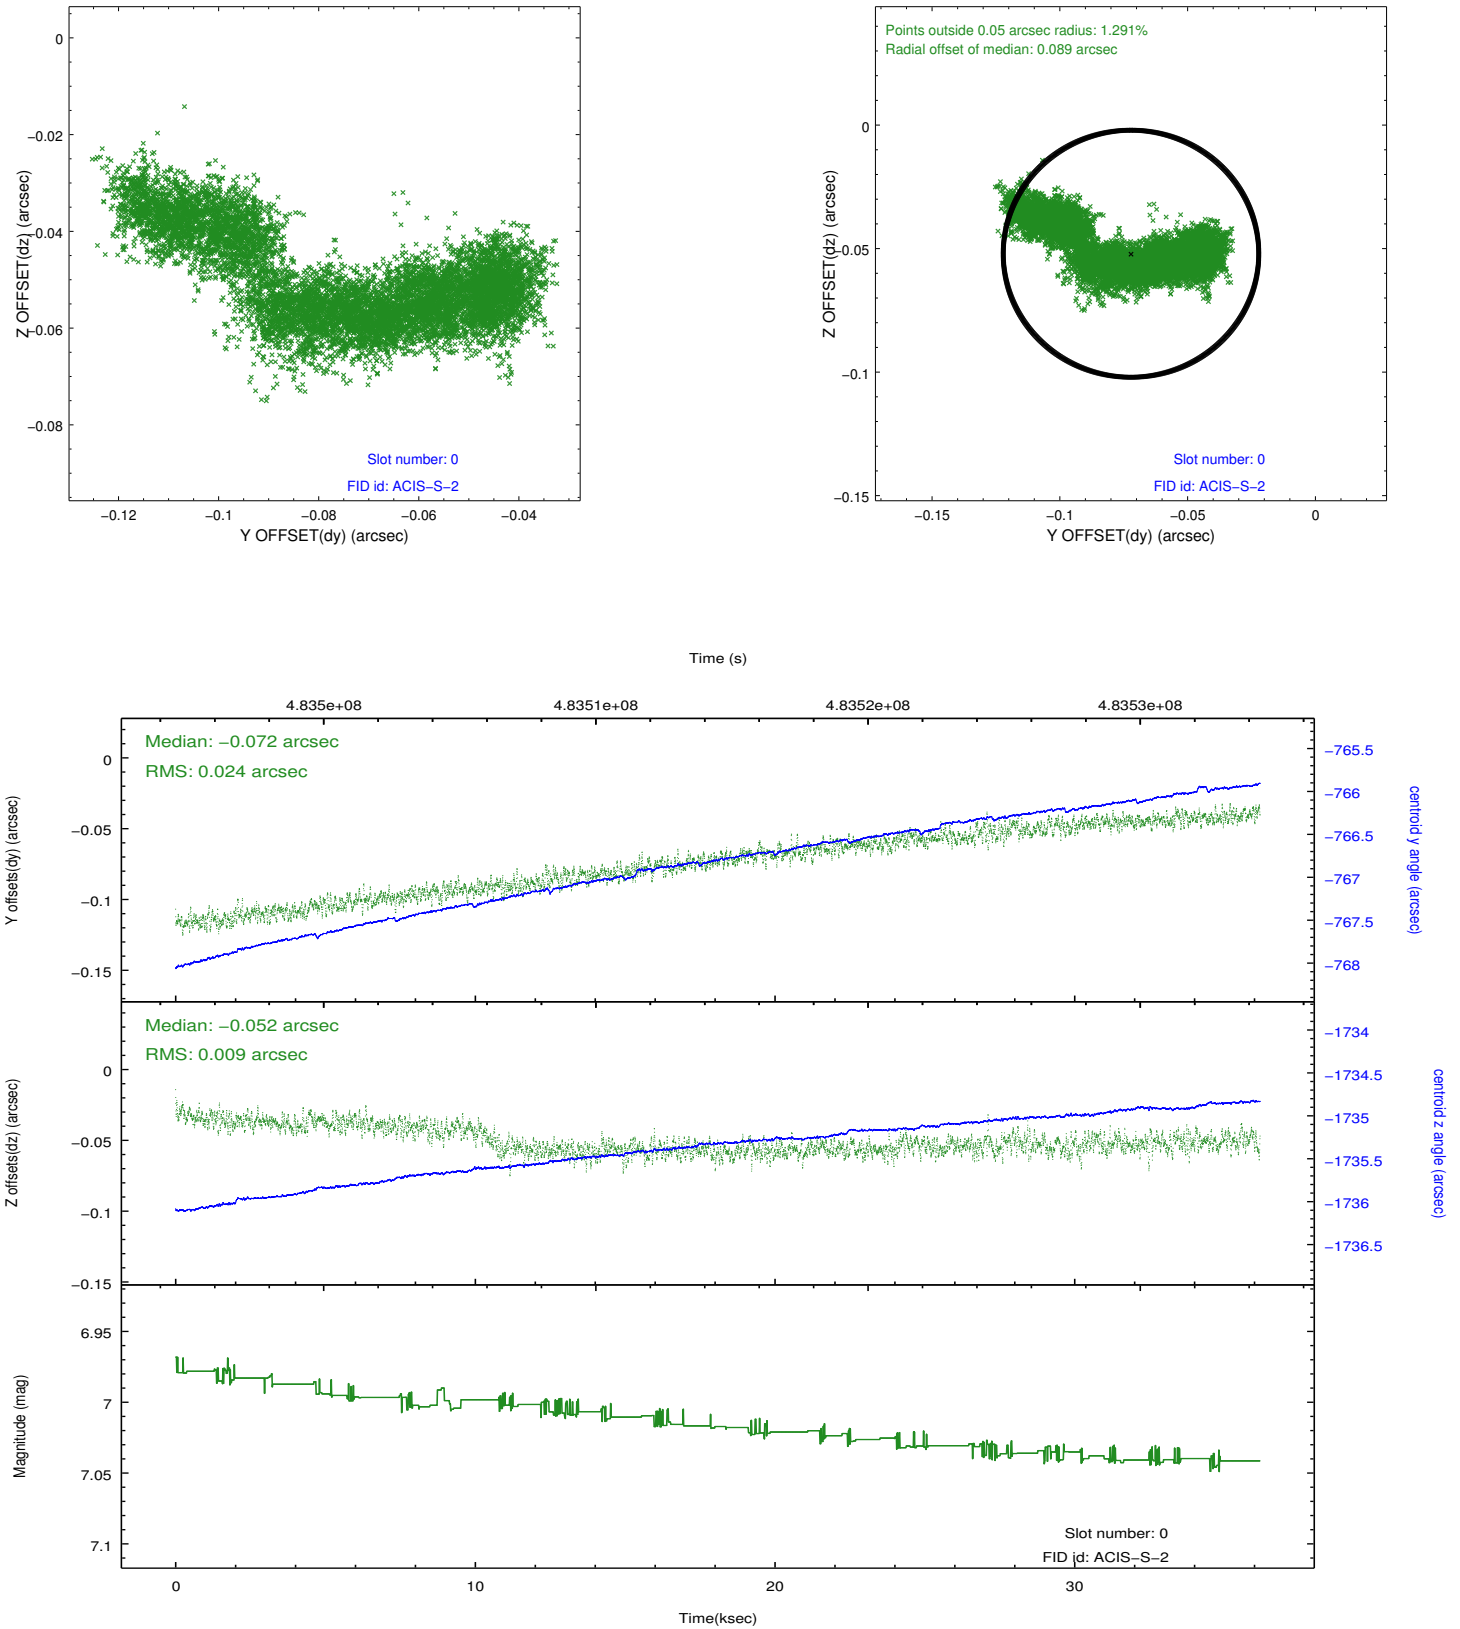 0
−0.02
−0.04
−0.06
−0.08
Z OFFSET(dz) (arcsec)
Slot number: 0
FID id: ACIS−S−2
−0.12
−0.1
−0.08
−0.06
−0.04
Y OFFSET(dy) (arcsec)
Points outside 0.05 arcsec radius: 1.291%
Radial offset of median: 0.089 arcsec
0
−0.05
−0.1
−0.15
Z OFFSET(dz) (arcsec)
Slot number: 0
FID id: ACIS−S−2
−0.15
−0.1
−0.05
0
Y OFFSET(dy) (arcsec)
Time (s)
4.835e+08
4.8351e+08
4.8352e+08
4.8353e+08
Median: −0.072 arcsec
RMS: 0.024 arcsec
0
−0.05
−0.1
−0.15
Y offsets(dy) (arcsec)
−765.5
−766
−766.5
−767
−767.5
−768
centroid y angle (arcsec)
Median: −0.052 arcsec
RMS: 0.009 arcsec
0
−0.05
−0.1
−0.15
Z offsets(dz) (arcsec)
−1734
−1734.5
−1735
−1735.5
−1736
−1736.5
centroid z angle (arcsec)
6.95
7
7.05
7.1
Magnitude (mag)
Slot number: 0
FID id: ACIS−S−2
0
10
20
30
Time(ksec)